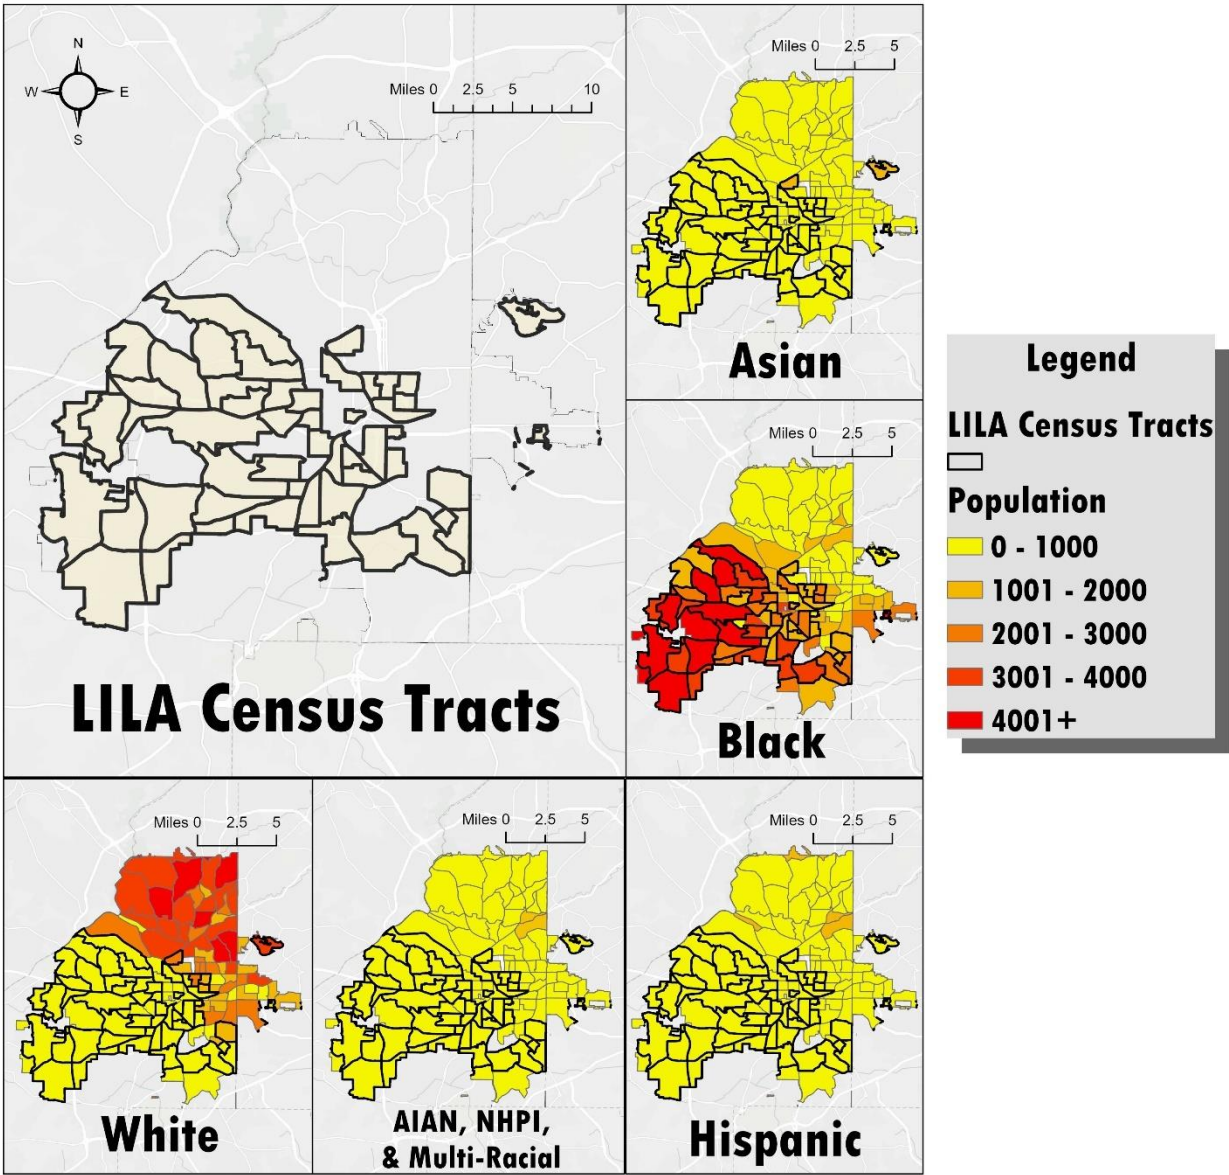 N
W E
S
Miles 0 2.5 5 10
LILA Census Tracts
Miles 0 2.5 5
Asian
Miles 0 2.5 5
Black
Legend
LILA Census Tracts
Population
0 - 1000
1001 - 2000
2001 - 3000
3001 - 4000
4001+
Miles 0 2.5 5
White
Miles 0 2.5 5
AIAN, NHPI,
& Multi-Racial
Miles 0 2.5 5
Hispanic